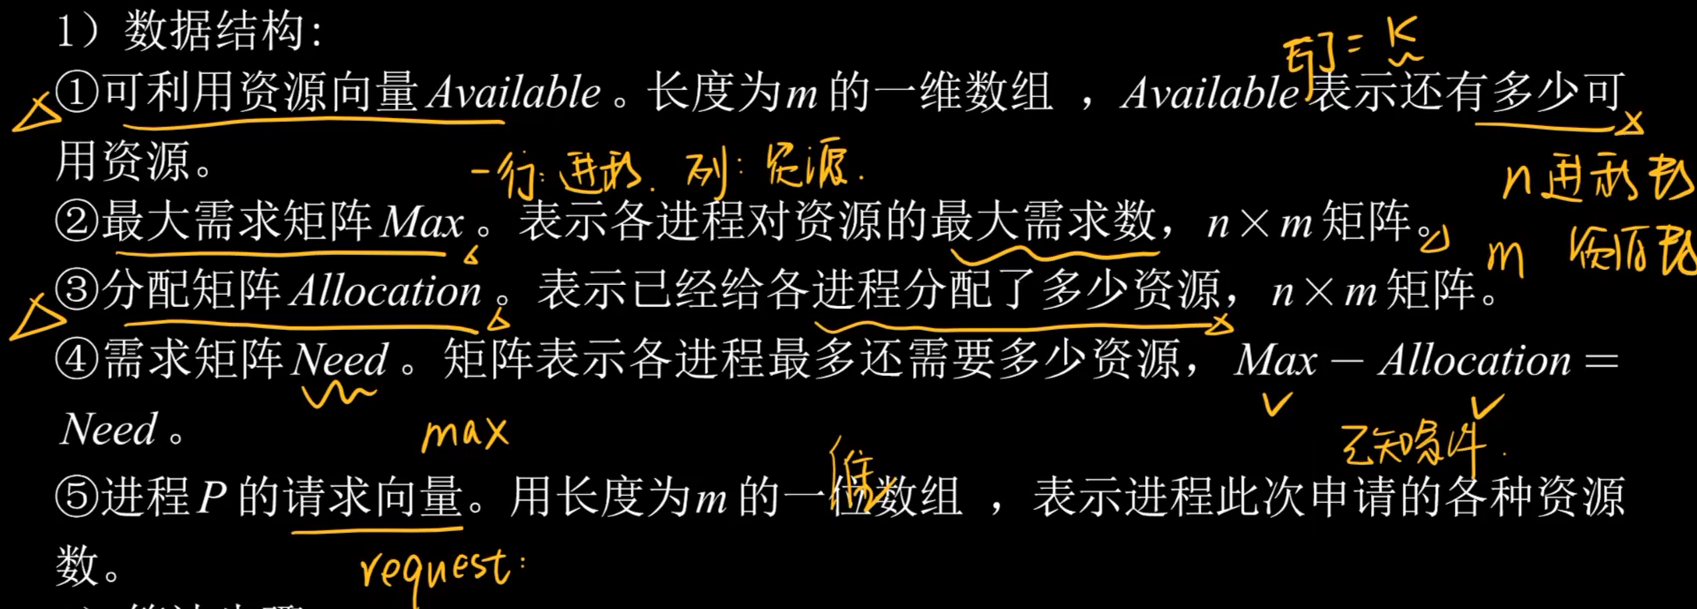 1）数据结构:
[j] = K
①可利用资源向量 Available 。长度为 m 的一维数组 ，Available 表示还有多少可
用资源。
一行: 进程. 列: 资源.
n 进程数
②最大需求矩阵 Max 。表示各进程对资源的最大需求数，n × m 矩阵。
m 资源数
③分配矩阵 Allocation 。表示已经给各进程分配了多少资源，n × m 矩阵。
④需求矩阵 Need 。矩阵表示各进程最多还需要多少资源，Max − Allocation =
Need 。
max
已知条件.
维
⑤进程 P 的请求向量。用长度为 m 的一位数组 ，表示进程此次申请的各种资源
数。
request: